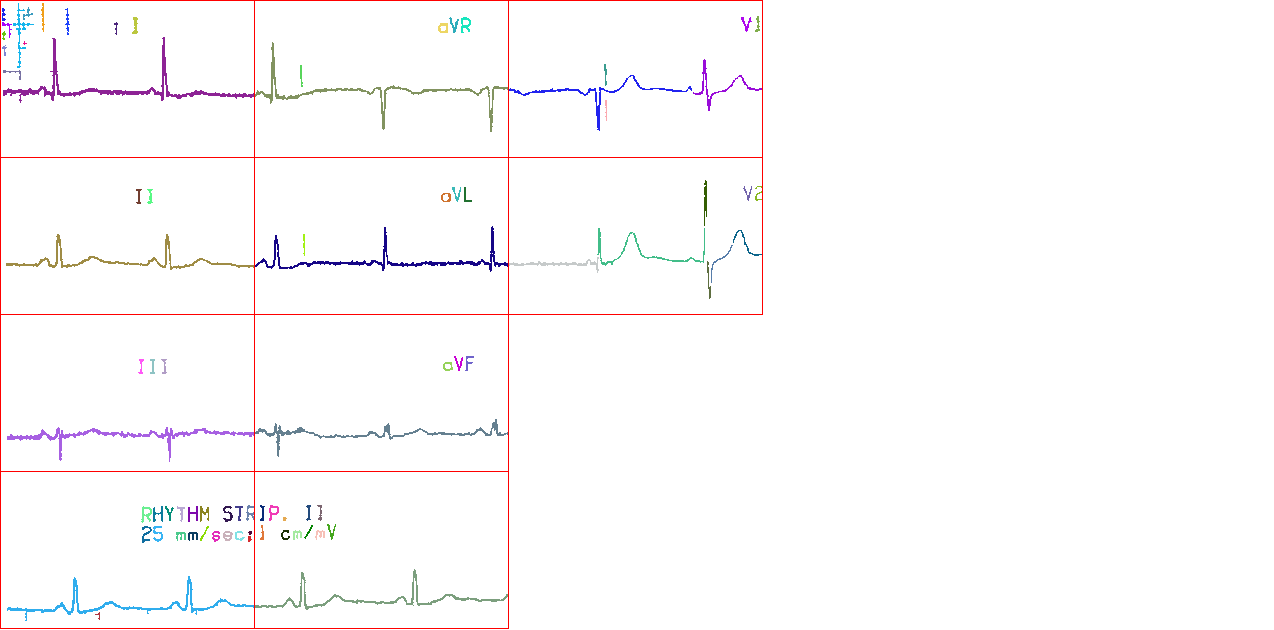 I aVR V1
II aVL V2
III aVF
RHYTHM STRIP. II
25 mm/sec; 1 cm/mV